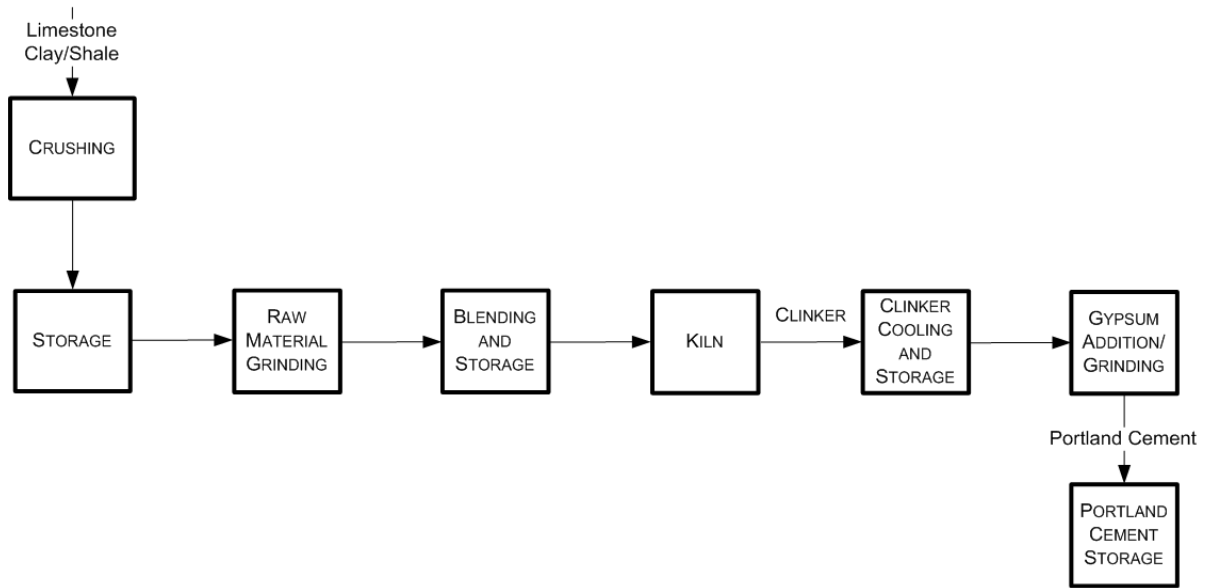 Limestone
Clay/Shale
CRUSHING
STORAGE
RAW
MATERIAL
GRINDING
BLENDING
AND
STORAGE
KILN
CLINKER
CLINKER
COOLING
AND
STORAGE
GYPSUM
ADDITION/
GRINDING
Portland Cement
PORTLAND
CEMENT
STORAGE